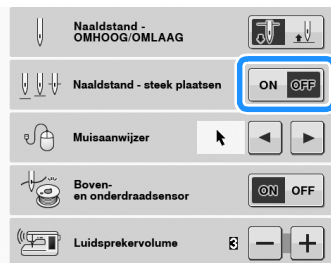 Naaldstand -
OMHOOG/OMLAAG
Naaldstand - steek plaatsen
ON OFF
Muisaanwijzer
Boven-
en onderdraadsensor
ON OFF
Luidsprekervolume
3